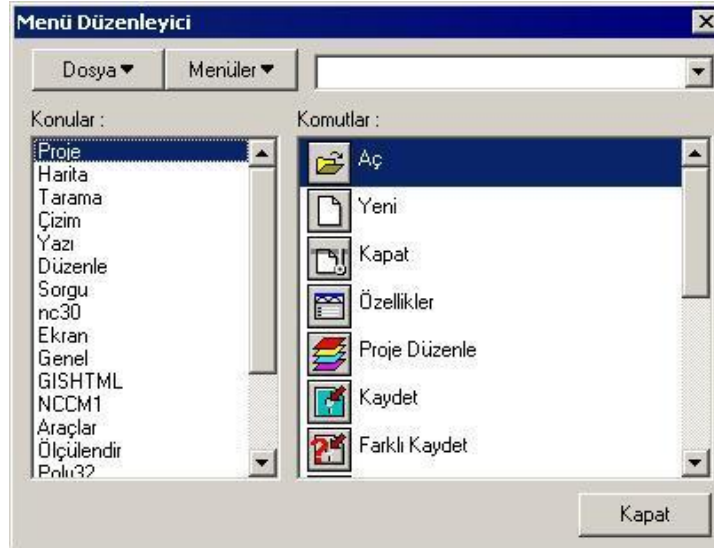 Menü Düzenleyici
Dosya
Menüler
Konular :
Komutlar :
Proje
Harita
Tarama
Çizim
Yazı
Düzenle
Sorgu
nc30
Ekran
Genel
GISHTML
NCCM1
Araçlar
Ölçülendir
Polu32
Aç
Yeni
Kapat
Özellikler
Proje Düzenle
Kaydet
Farklı Kaydet
Kapat